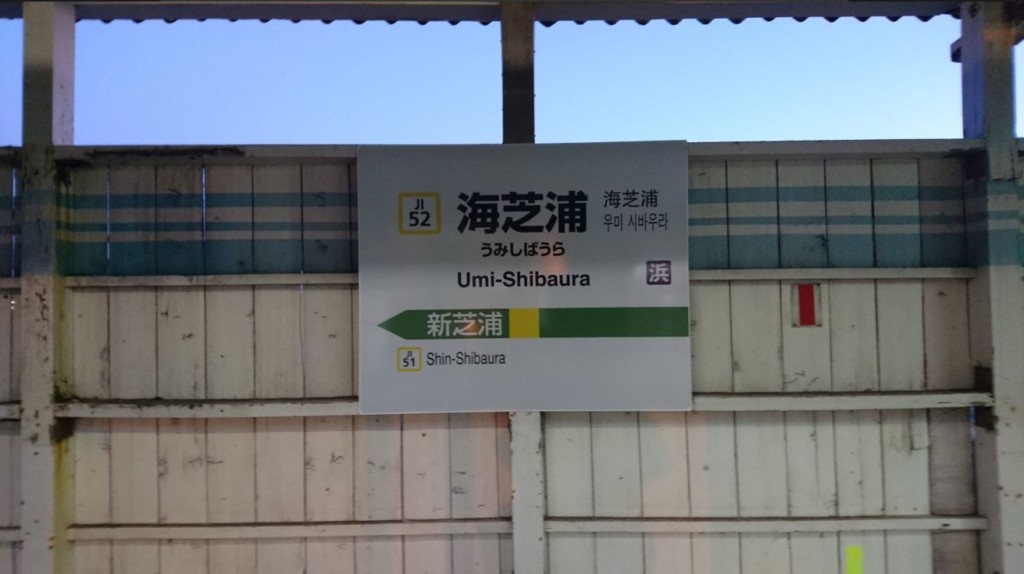 JI
52
海芝浦
海芝浦
우미 시바우라
うみしばうら
Umi-Shibaura
浜
新芝浦
JI
51
Shin-Shibaura